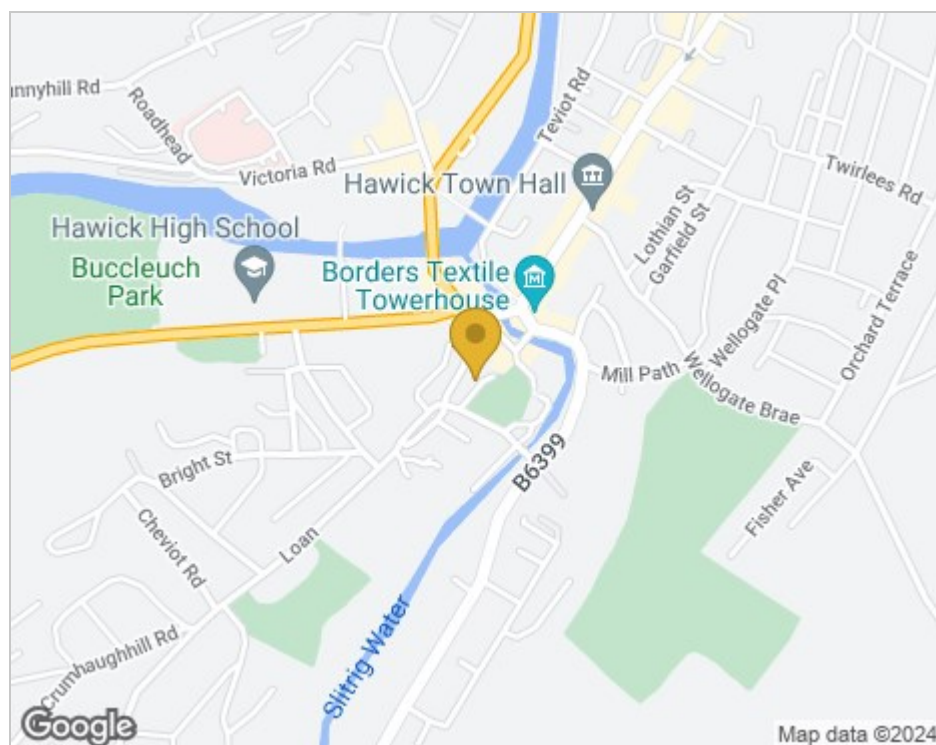 nnyhill Rd
Roadhead
Victoria Rd
Teviot Rd
Hawick Town Hall
Twirlees Rd
Lothian St
Garfield St
Hawick High School
Buccleuch
Park
Borders Textile
Towerhouse
Wellogate Pl
Orchard Terrace
Mill Path
Wellogate Brae
B6399
Bright St
Fisher Ave
Cheviot Rd
Loan
Crumhaughhill Rd
Slitrig Water
Google
Map data ©2024